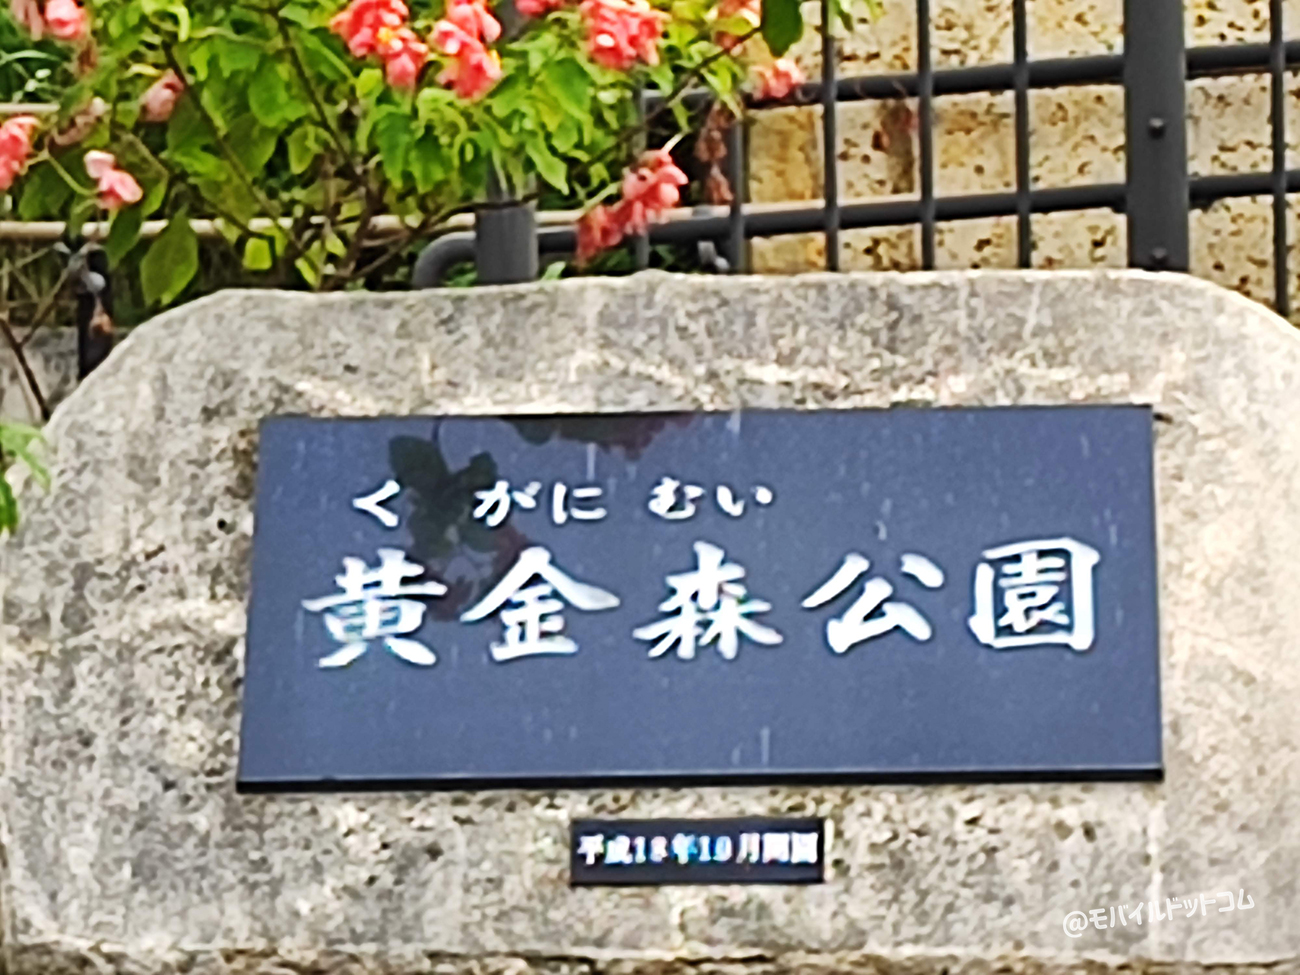 く がに むい
黄金森公園
平成18年10月開園
@モバイルドットコム